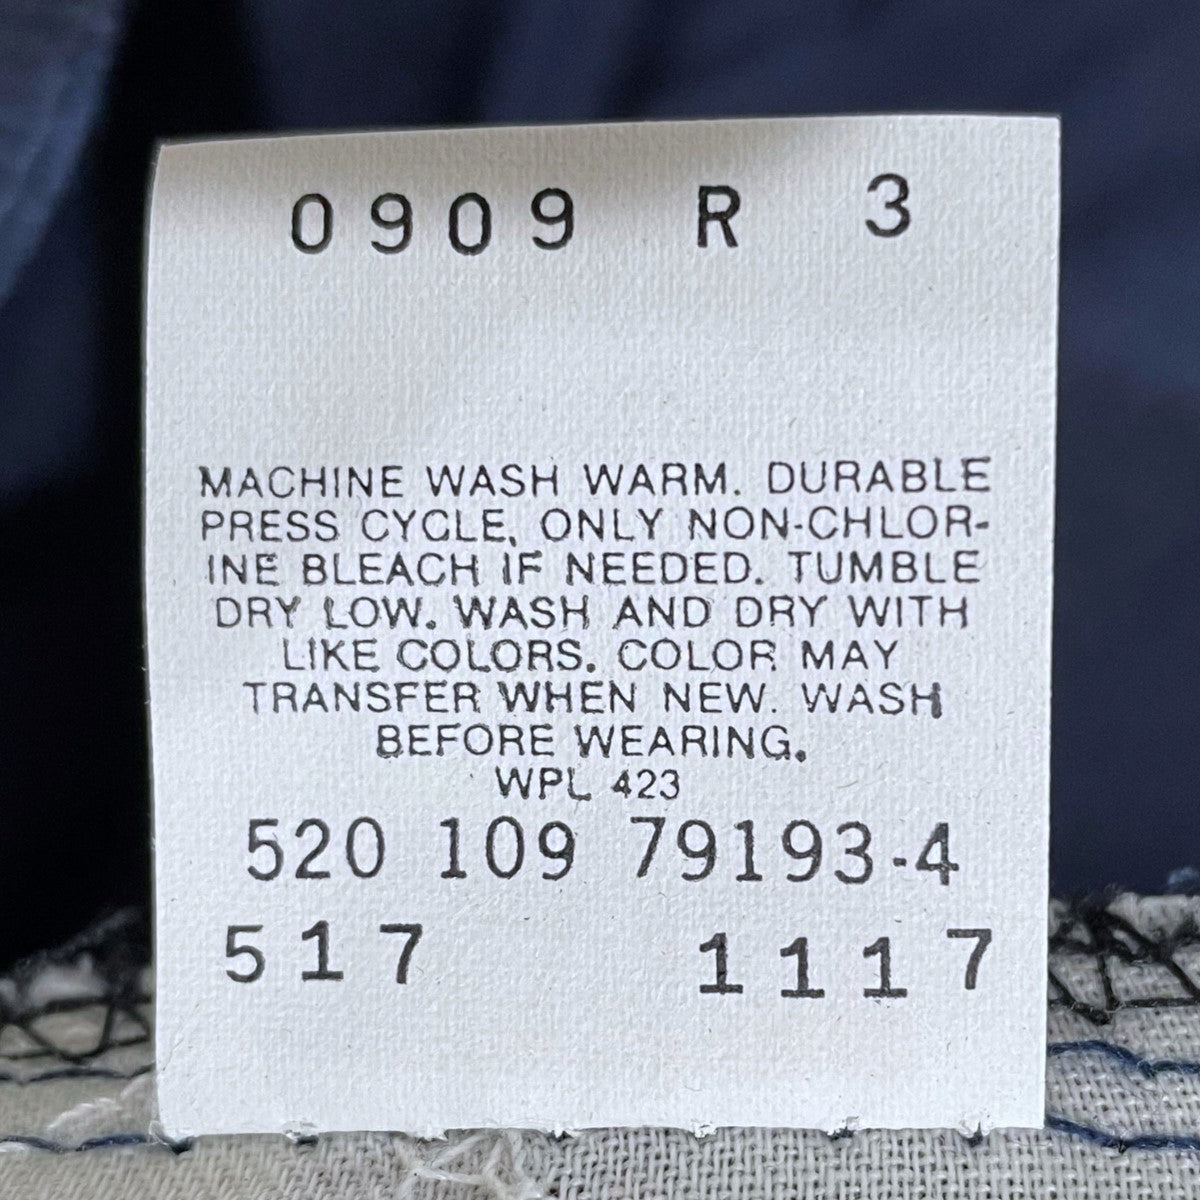 0909 R 3
MACHINE WASH WARM. DURABLE
PRESS CYCLE. ONLY NON-CHLOR-
INE BLEACH IF NEEDED. TUMBLE
DRY LOW. WASH AND DRY WITH
LIKE COLORS. COLOR MAY
TRANSFER WHEN NEW. WASH
BEFORE WEARING.
WPL 423
520 109 79193-4
517 1117